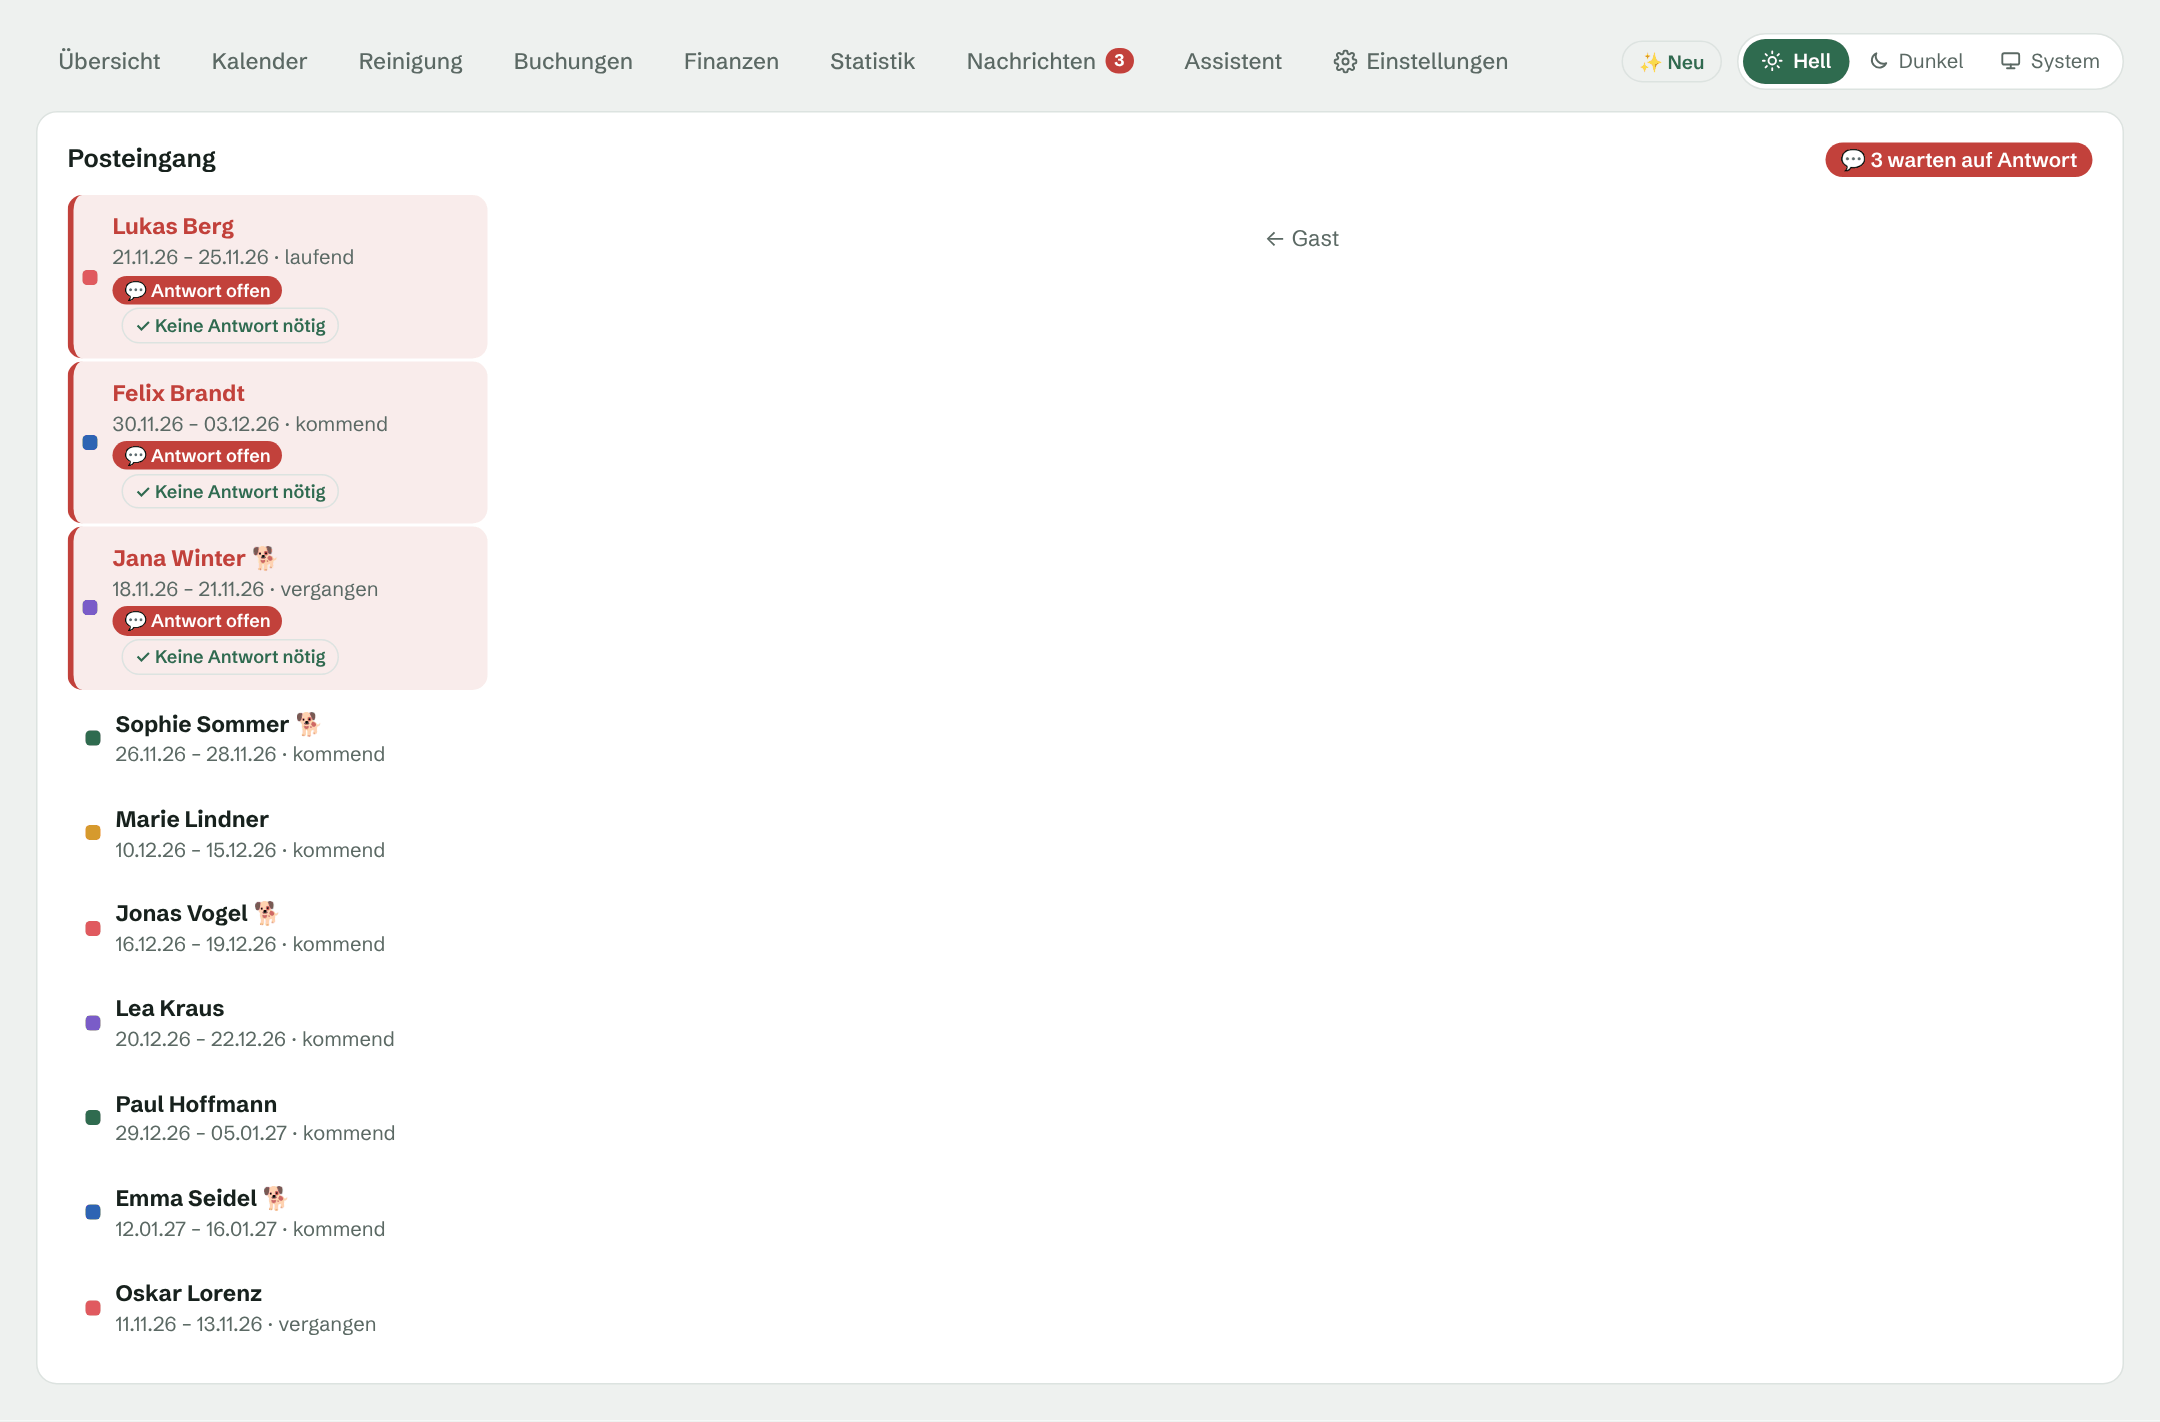 Übersicht Kalender Reinigung Buchungen Finanzen Statistik Nachrichten 3 Assistent Einstellungen ✨ Neu Hell Dunkel System
Posteingang
💬 3 warten auf Antwort
Lukas Berg
21.11.26 – 25.11.26 · laufend
💬 Antwort offen
✓ Keine Antwort nötig
Felix Brandt
30.11.26 – 03.12.26 · kommend
💬 Antwort offen
✓ Keine Antwort nötig
Jana Winter 🐕
18.11.26 – 21.11.26 · vergangen
💬 Antwort offen
✓ Keine Antwort nötig
Sophie Sommer 🐕
26.11.26 – 28.11.26 · kommend
Marie Lindner
10.12.26 – 15.12.26 · kommend
Jonas Vogel 🐕
16.12.26 – 19.12.26 · kommend
Lea Kraus
20.12.26 – 22.12.26 · kommend
Paul Hoffmann
29.12.26 – 05.01.27 · kommend
Emma Seidel 🐕
12.01.27 – 16.01.27 · kommend
Oskar Lorenz
11.11.26 – 13.11.26 · vergangen
← Gast